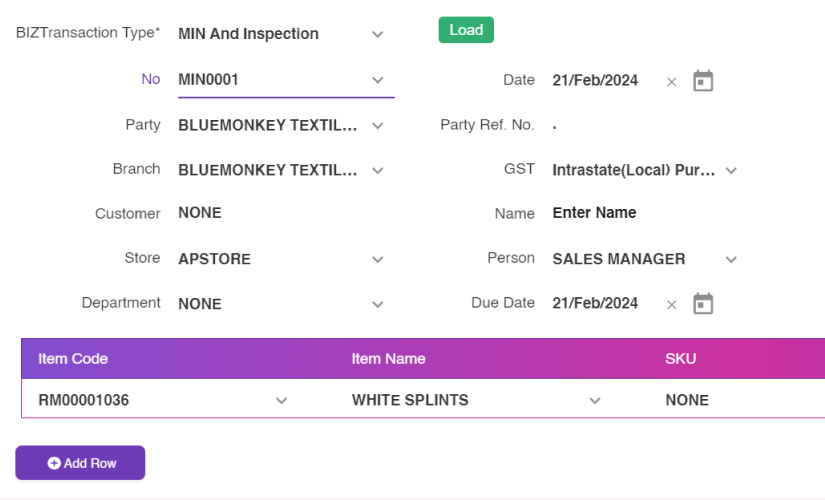 BIZTransaction Type* MIN And Inspection Load
No MIN0001 Date 21/Feb/2024
Party BLUEMONKEY TEXTIL... Party Ref. No. .
Branch BLUEMONKEY TEXTIL... GST Intrastate(Local) Pur...
Customer NONE Name Enter Name
Store APSTORE Person SALES MANAGER
Department NONE Due Date 21/Feb/2024
Item Code Item Name SKU
RM00001036 WHITE SPLINTS NONE
Add Row